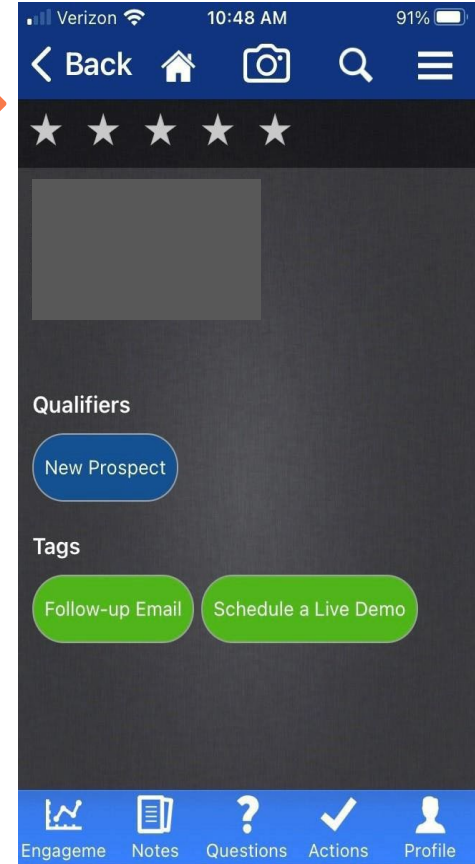 Verizon 10:48 AM 91%
Back
Qualifiers
New Prospect
Tags
Follow-up Email Schedule a Live Demo
Engageme Notes Questions Actions Profile